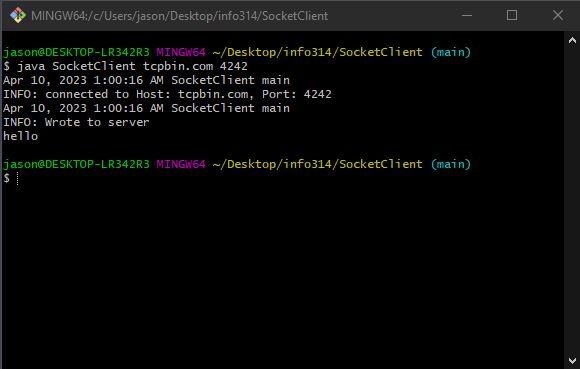 MINGW64:/c/Users/jason/Desktop/info314/SocketClient
jason@DESKTOP-LR342R3 MINGW64 ~/Desktop/info314/SocketClient (main)
$ java SocketClient tcpbin.com 4242
Apr 10, 2023 1:00:16 AM SocketClient main
INFO: connected to Host: tcpbin.com, Port: 4242
Apr 10, 2023 1:00:16 AM SocketClient main
INFO: Wrote to server
hello
jason@DESKTOP-LR342R3 MINGW64 ~/Desktop/info314/SocketClient (main)
$